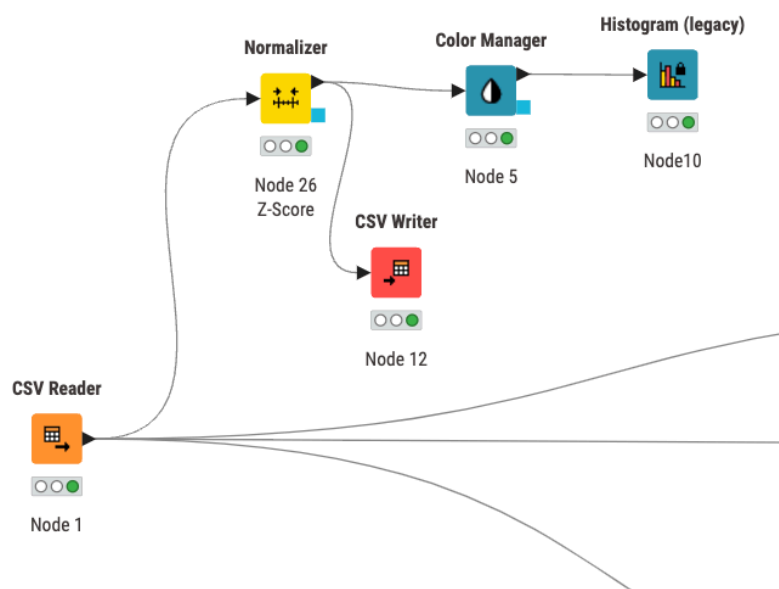 Histogram (legacy)
Color Manager
Normalizer
Node10
Node 5
Node 26
Z-Score
CSV Writer
Node 12
CSV Reader
Node 1